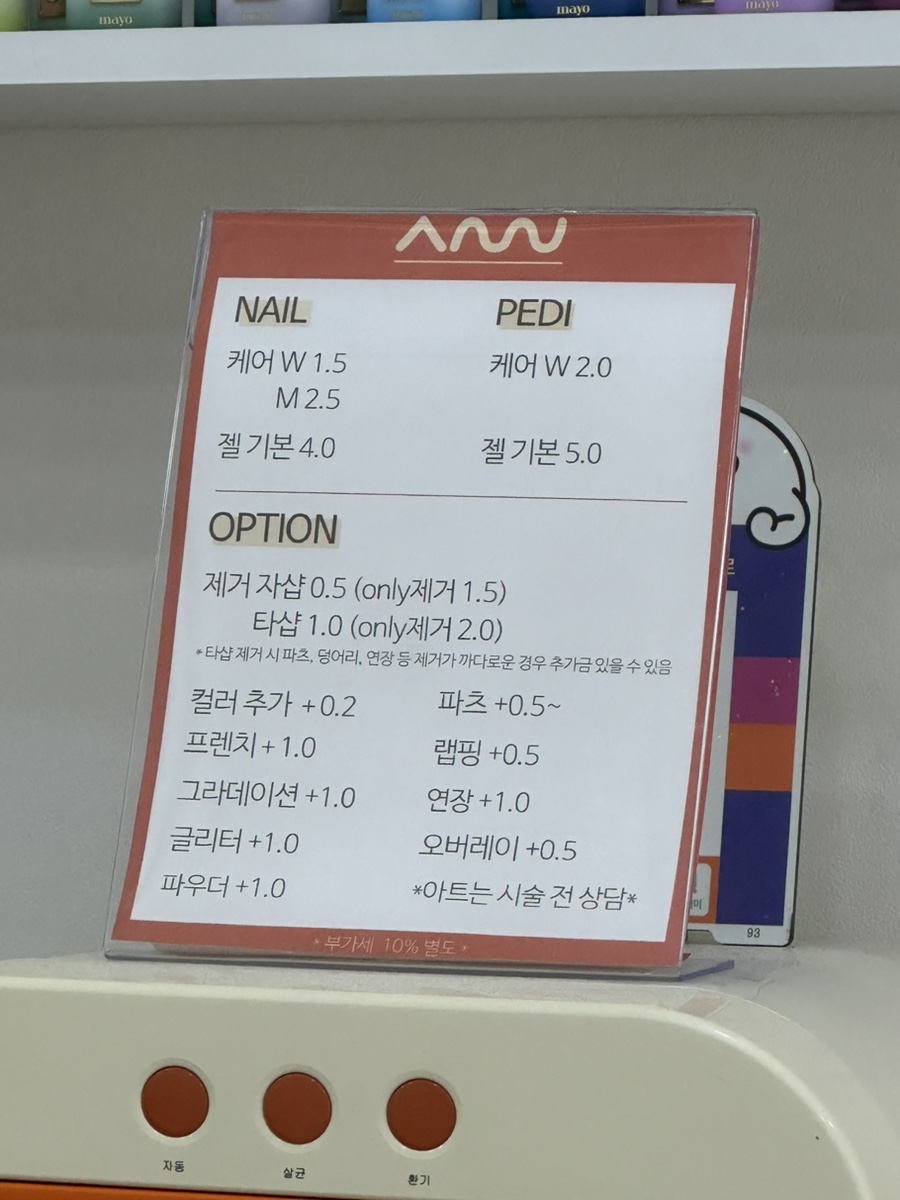 mayo
mayo
mayo
NAIL
케어 W 1.5
M 2.5
젤 기본 4.0
PEDI
케어 W 2.0
젤 기본 5.0
OPTION
제거 자샵 0.5 (only제거 1.5)
타샵 1.0 (only제거 2.0)
*타샵 제거 시 파츠, 덩어리, 연장 등 제거가 까다로운 경우 추가금 있을 수 있음
컬러 추가 +0.2
프렌치 +1.0
그라데이션 +1.0
글리터 +1.0
파우더 +1.0
파츠 +0.5~
랩핑 +0.5
연장 +1.0
오버레이 +0.5
*아트는 시술 전 상담*
*부가세 10% 별도*
93
자동
살균
환기